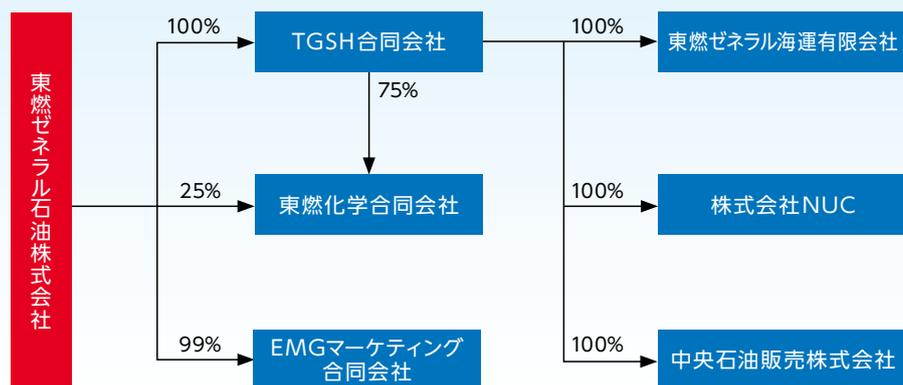 東燃ゼネラル石油株式会社
100%
TGSH合同会社
100%
東燃ゼネラル海運有限会社
75%
25%
東燃化学合同会社
100%
株式会社NUC
99%
EMGマーケティング
合同会社
100%
中央石油販売株式会社